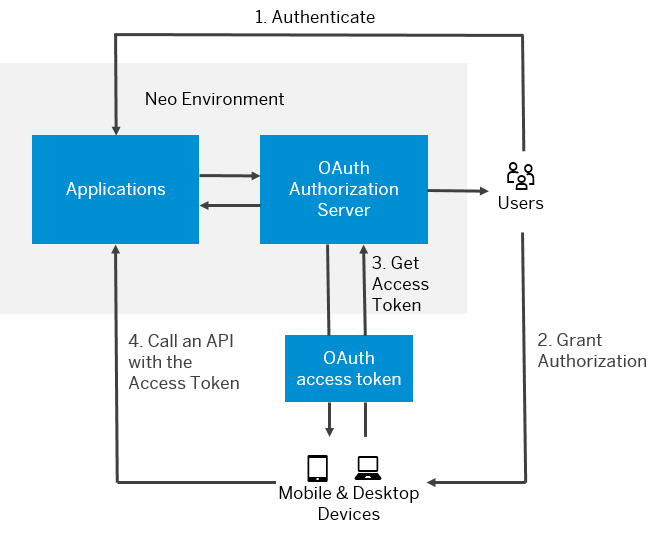 1. Authenticate
Neo Environment
Applications
OAuth
Authorization
Server
Users
3. Get
Access
Token
2. Grant
Authorization
4. Call an API
with the
Access Token
OAuth
access token
Mobile & Desktop
Devices